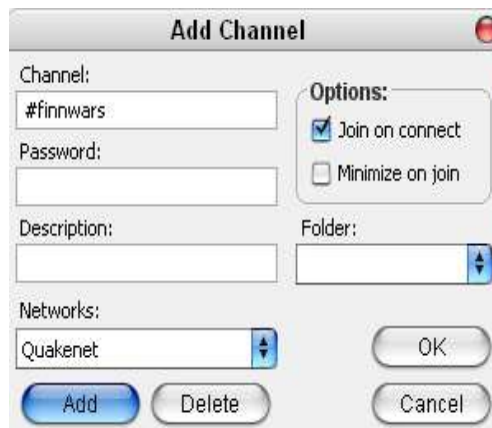 Add Channel
Channel:
#finnwars
Password:
Description:
Networks:
Quakenet
Add
Delete
Options:
Join on connect
Minimize on join
Folder:
OK
Cancel